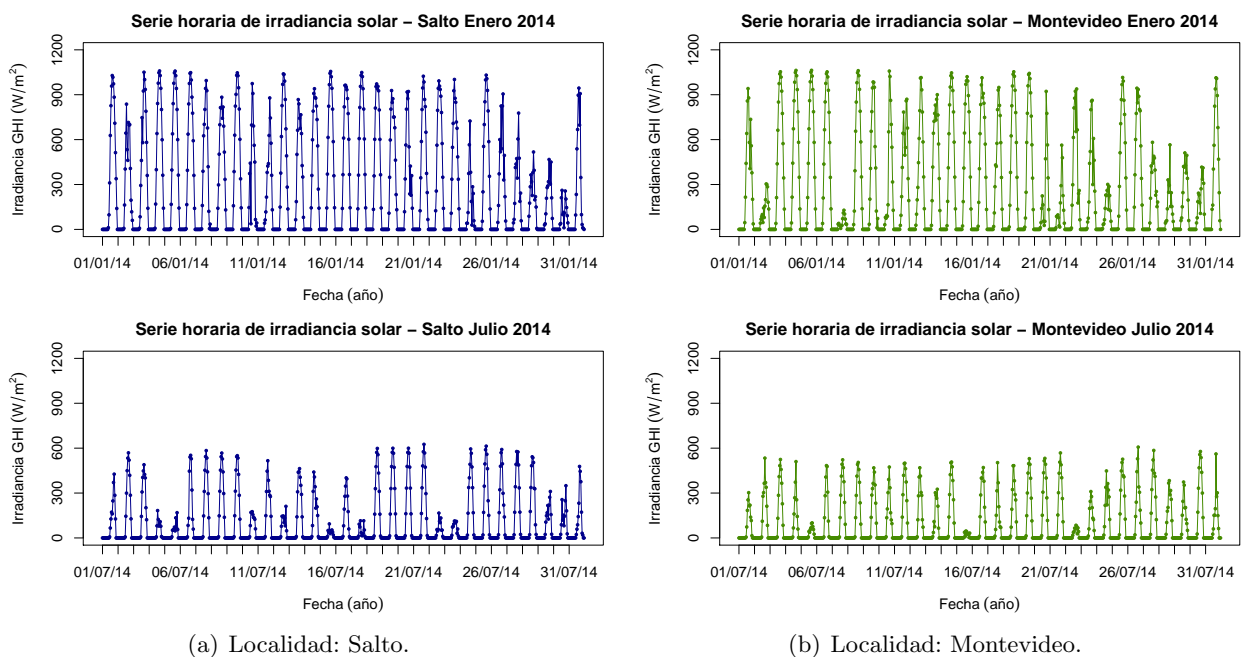 Serie horaria de irradiancia solar – Salto Enero 2014
Irradiancia GHI (W/m²)
1200
900
600
300
0
01/01/14 06/01/14 11/01/14 16/01/14 21/01/14 26/01/14 31/01/14
Fecha (año)
Serie horaria de irradiancia solar – Montevideo Enero 2014
Irradiancia GHI (W/m²)
1200
900
600
300
0
01/01/14 06/01/14 11/01/14 16/01/14 21/01/14 26/01/14 31/01/14
Fecha (año)
Serie horaria de irradiancia solar – Salto Julio 2014
Irradiancia GHI (W/m²)
1200
900
600
300
0
01/07/14 06/07/14 11/07/14 16/07/14 21/07/14 26/07/14 31/07/14
Fecha (año)
Serie horaria de irradiancia solar – Montevideo Julio 2014
Irradiancia GHI (W/m²)
1200
900
600
300
0
01/07/14 06/07/14 11/07/14 16/07/14 21/07/14 26/07/14 31/07/14
Fecha (año)
(a) Localidad: Salto.
(b) Localidad: Montevideo.